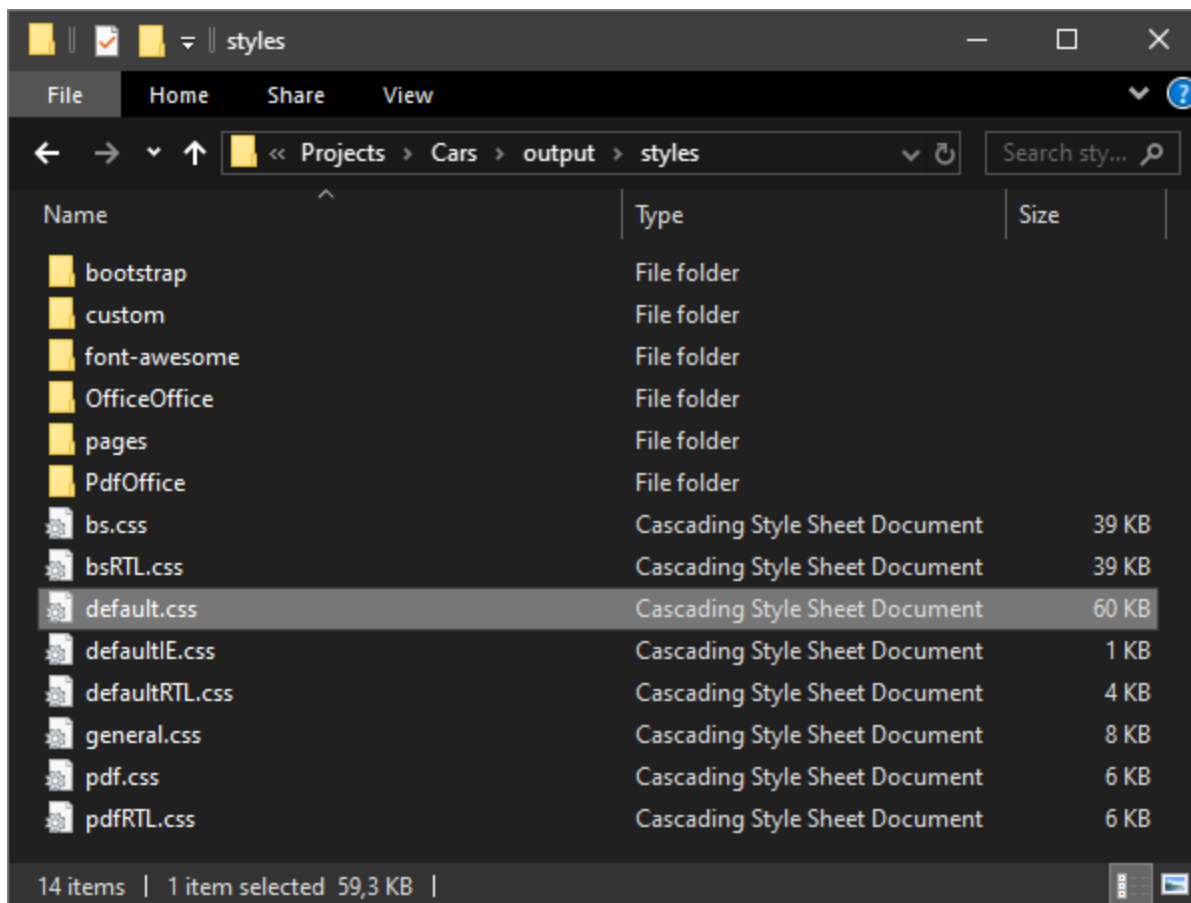 styles
File Home Share View
« Projects > Cars > output > styles Search sty...
Name Type Size
bootstrap File folder
custom File folder
font-awesome File folder
OfficeOffice File folder
pages File folder
PdfOffice File folder
bs.css Cascading Style Sheet Document 39 KB
bsRTL.css Cascading Style Sheet Document 39 KB
default.css Cascading Style Sheet Document 60 KB
defaultIE.css Cascading Style Sheet Document 1 KB
defaultRTL.css Cascading Style Sheet Document 4 KB
general.css Cascading Style Sheet Document 8 KB
pdf.css Cascading Style Sheet Document 6 KB
pdfRTL.css Cascading Style Sheet Document 6 KB
14 items | 1 item selected 59,3 KB |